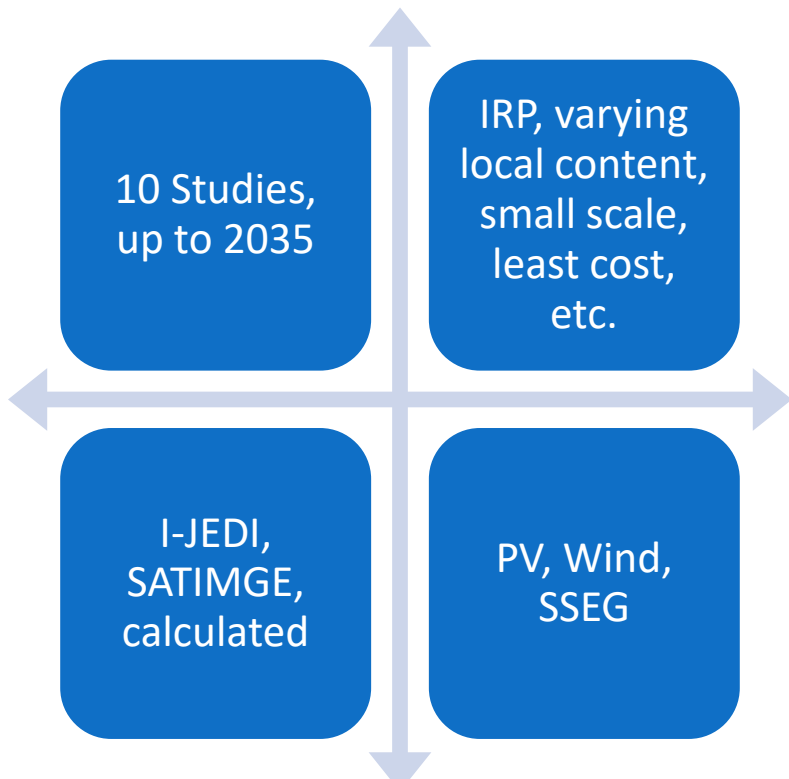 10 Studies,
up to 2035
IRP, varying
local content,
small scale,
least cost,
etc.
I-JEDI,
SATIMGE,
calculated
PV, Wind,
SSEG